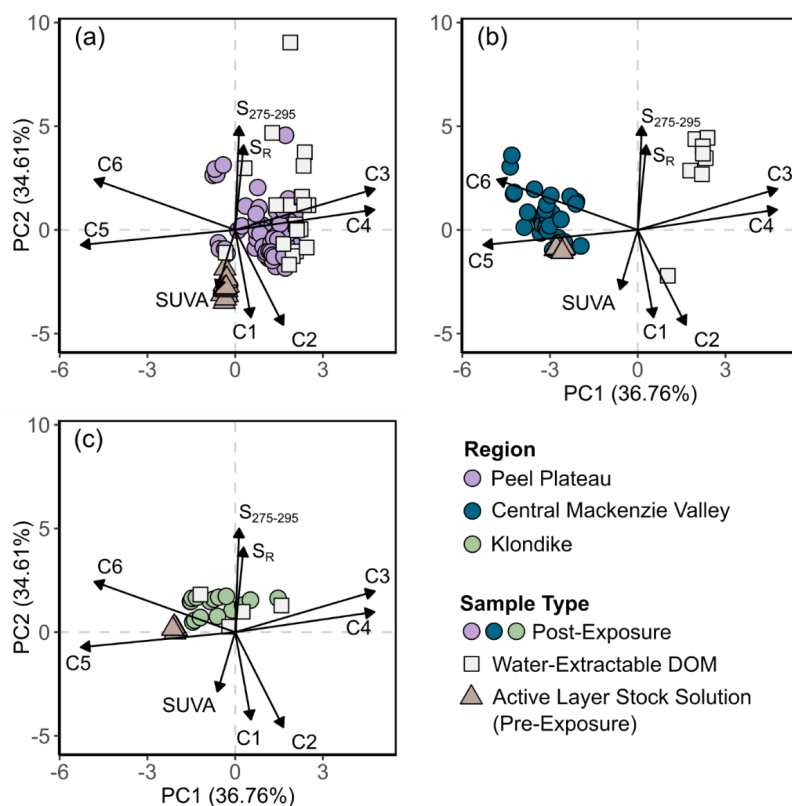 (a)
10
5
0
-5
PC2 (34.61%)
S275-295
SR
C3
C4
C6
C5
SUVA
C1
C2
-6
-3
0
3
(b)
S275-295
SR
C3
C4
C6
C5
SUVA
C1
C2
-6
-3
0
3
PC1 (36.76%)
(c)
10
5
0
-5
PC2 (34.61%)
S275-295
SR
C3
C4
C6
C5
SUVA
C1
C2
-6
-3
0
3
PC1 (36.76%)
Region
Peel Plateau
Central Mackenzie Valley
Klondike
Sample Type
Post-Exposure
Water-Extractable DOM
Active Layer Stock Solution
(Pre-Exposure)